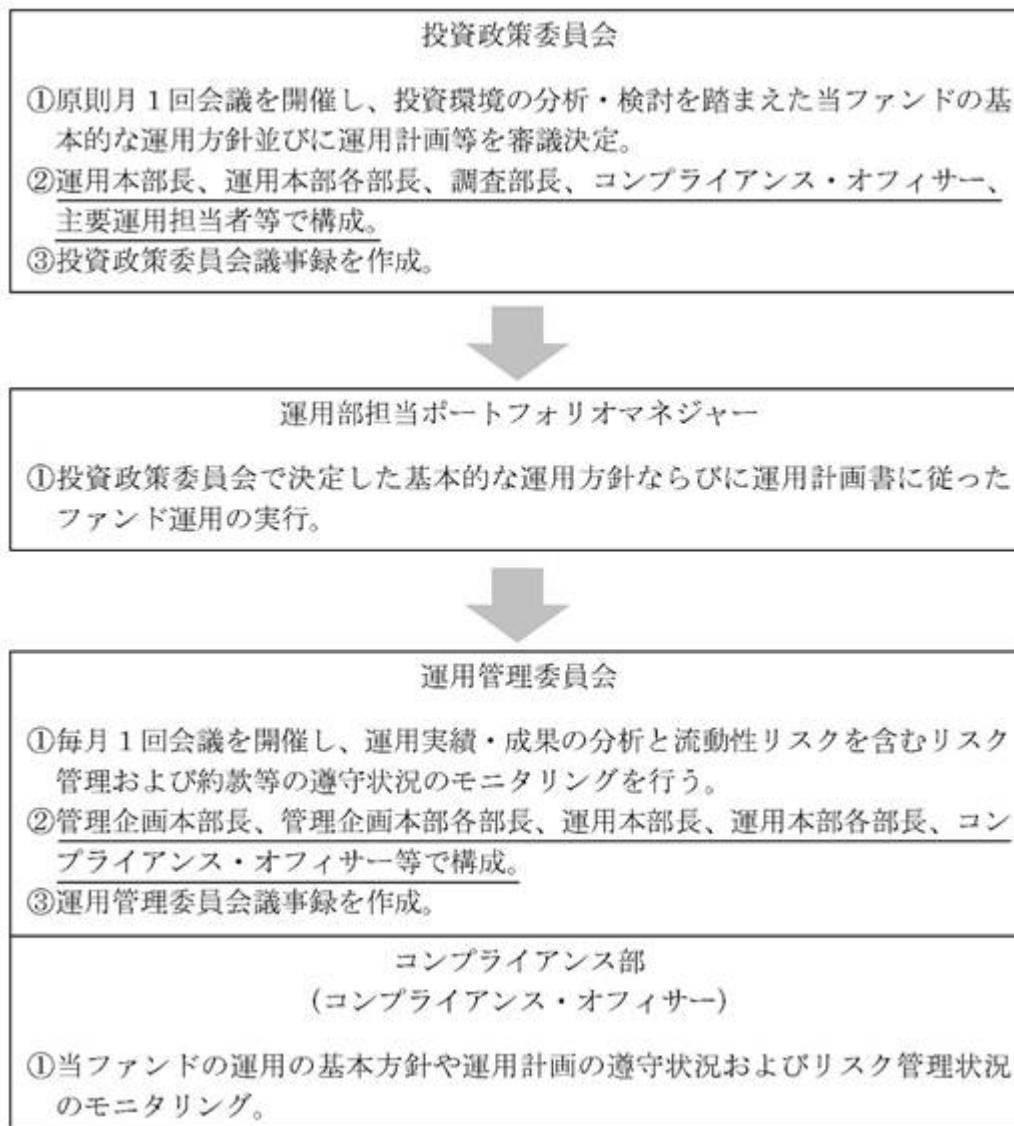 投資政策委員会
①原則月1回会議を開催し、投資環境の分析・検討を踏まえた当ファンドの基
本的な運用方針並びに運用計画等を審議決定。
②運用本部長、運用本部各部長、調査部長、コンプライアンス・オフィサー、
主要運用担当者等で構成。
③投資政策委員会議事録を作成。
運用部担当ポートフォリオマネジャー
①投資政策委員会で決定した基本的な運用方針ならびに運用計画書に従った
ファンド運用の実行。
運用管理委員会
①毎月1回会議を開催し、運用実績・成果の分析と流動性リスクを含むリスク
管理および約款等の遵守状況のモニタリングを行う。
②管理企画本部長、管理企画本部各部長、運用本部長、運用本部各部長、コン
プライアンス・オフィサー等で構成。
③運用管理委員会議事録を作成。
コンプライアンス部
(コンプライアンス・オフィサー)
①当ファンドの運用の基本方針や運用計画の遵守状況およびリスク管理状況
のモニタリング。